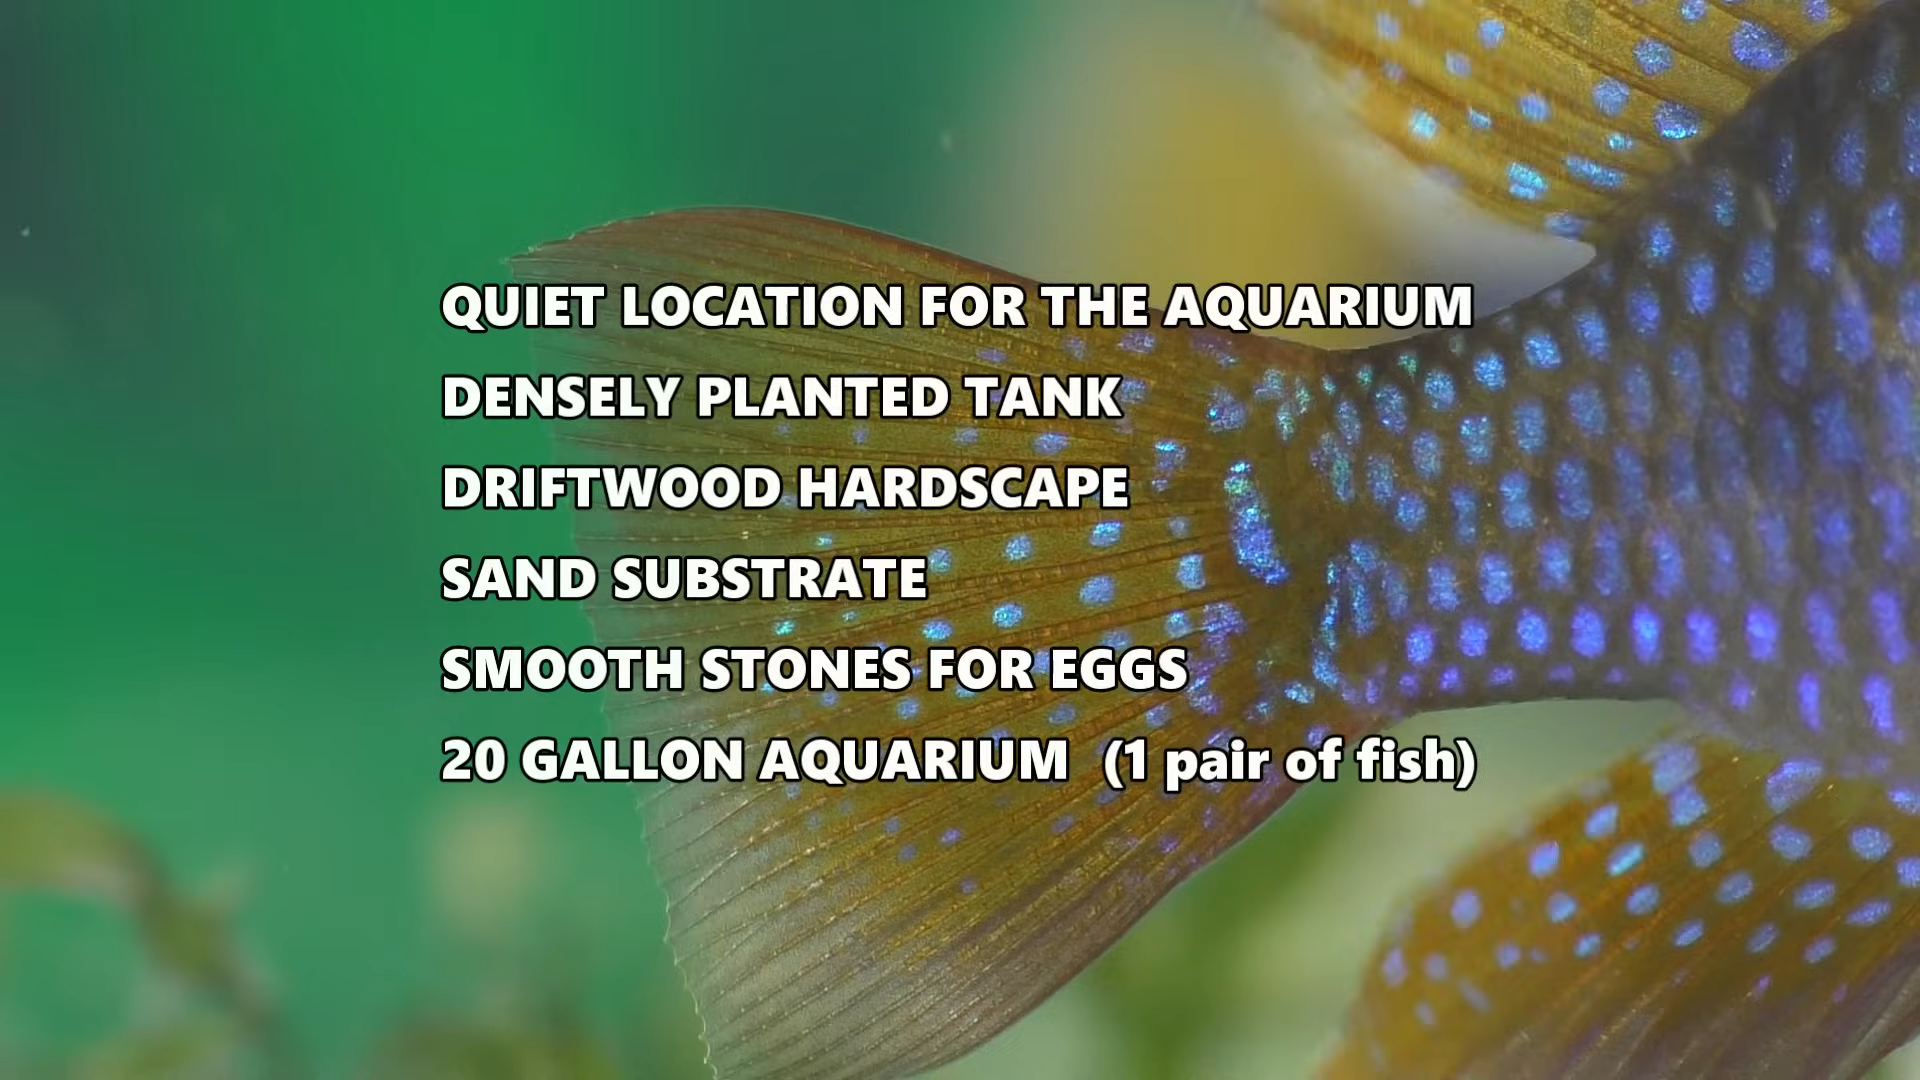 QUIET LOCATION FOR THE AQUARIUM
DENSELY PLANTED TANK
DRIFTWOOD HARDSCAPE
SAND SUBSTRATE
SMOOTH STONES FOR EGGS
20 GALLON AQUARIUM (1 pair of fish)